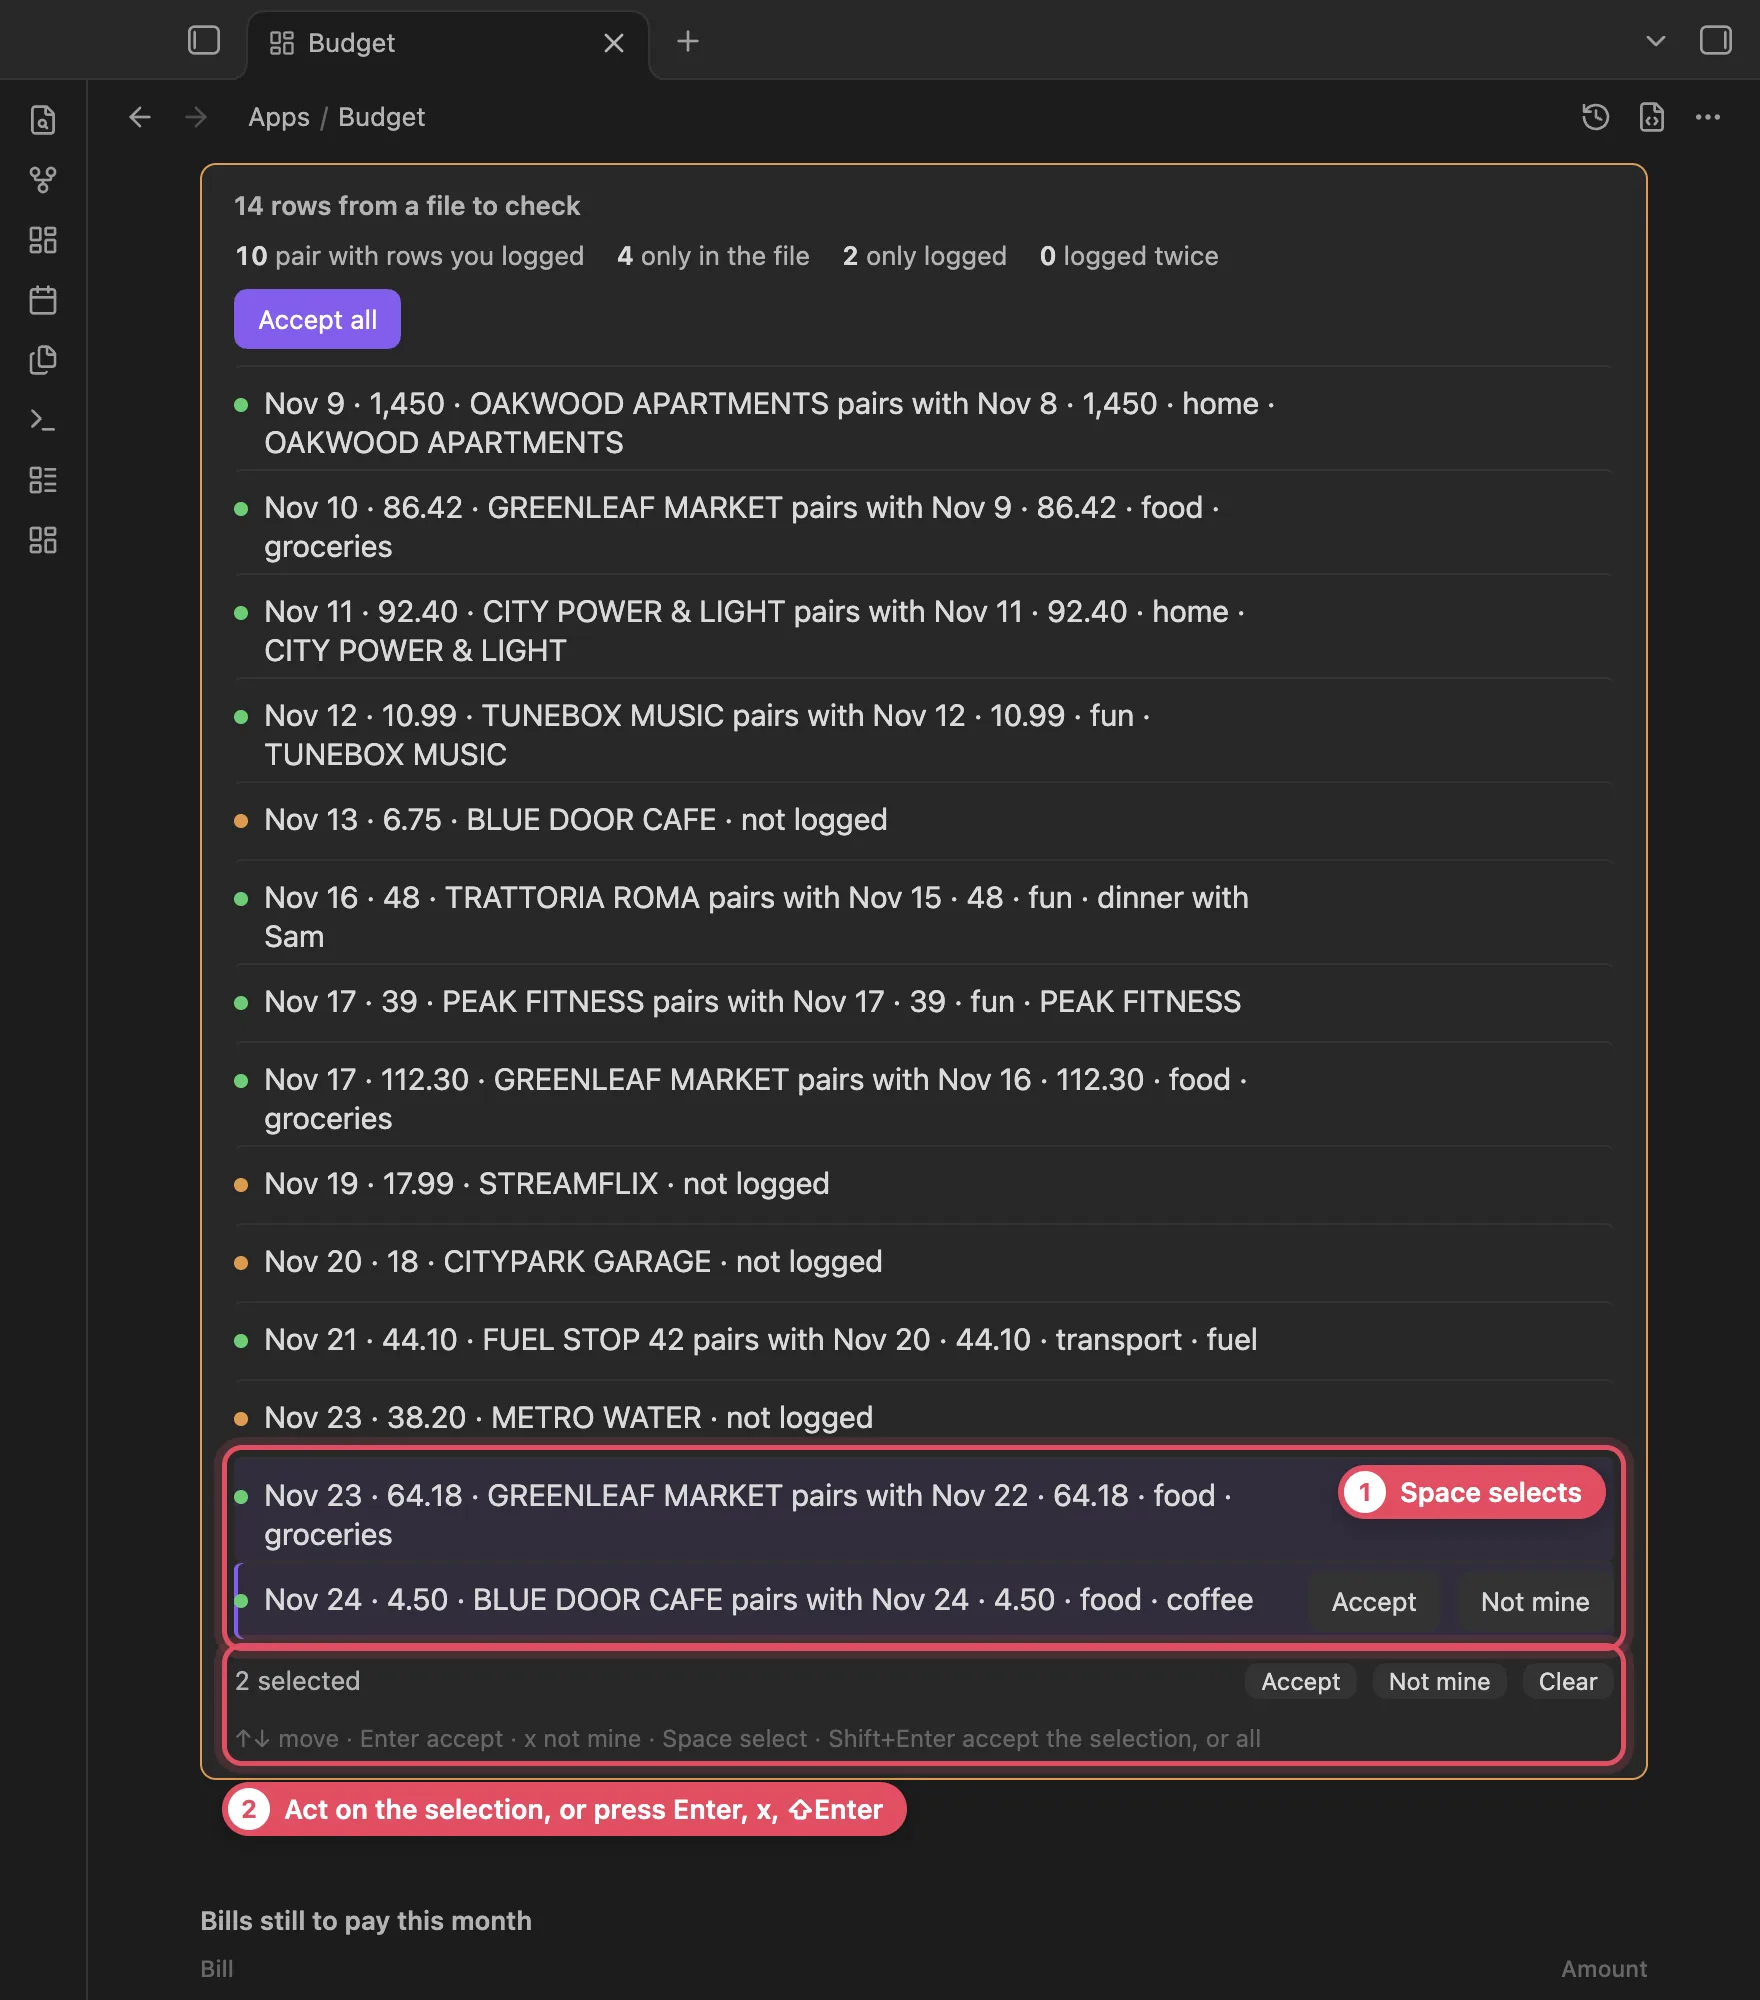 Budget
Apps / Budget
14 rows from a file to check
10 pair with rows you logged 4 only in the file 2 only logged 0 logged twice
Accept all
Nov 9 · 1,450 · OAKWOOD APARTMENTS pairs with Nov 8 · 1,450 · home ·
OAKWOOD APARTMENTS
Nov 10 · 86.42 · GREENLEAF MARKET pairs with Nov 9 · 86.42 · food ·
groceries
Nov 11 · 92.40 · CITY POWER & LIGHT pairs with Nov 11 · 92.40 · home ·
CITY POWER & LIGHT
Nov 12 · 10.99 · TUNEBOX MUSIC pairs with Nov 12 · 10.99 · fun ·
TUNEBOX MUSIC
Nov 13 · 6.75 · BLUE DOOR CAFE · not logged
Nov 16 · 48 · TRATTORIA ROMA pairs with Nov 15 · 48 · fun · dinner with
Sam
Nov 17 · 39 · PEAK FITNESS pairs with Nov 17 · 39 · fun · PEAK FITNESS
Nov 17 · 112.30 · GREENLEAF MARKET pairs with Nov 16 · 112.30 · food ·
groceries
Nov 19 · 17.99 · STREAMFLIX · not logged
Nov 20 · 18 · CITYPARK GARAGE · not logged
Nov 21 · 44.10 · FUEL STOP 42 pairs with Nov 20 · 44.10 · transport · fuel
Nov 23 · 38.20 · METRO WATER · not logged
Nov 23 · 64.18 · GREENLEAF MARKET pairs with Nov 22 · 64.18 · food ·
groceries
1 Space selects
Nov 24 · 4.50 · BLUE DOOR CAFE pairs with Nov 24 · 4.50 · food · coffee Accept Not mine
2 selected Accept Not mine Clear
↑↓ move · Enter accept · x not mine · Space select · Shift+Enter accept the selection, or all
2 Act on the selection, or press Enter, x, ⇧Enter
Bills still to pay this month
Bill Amount